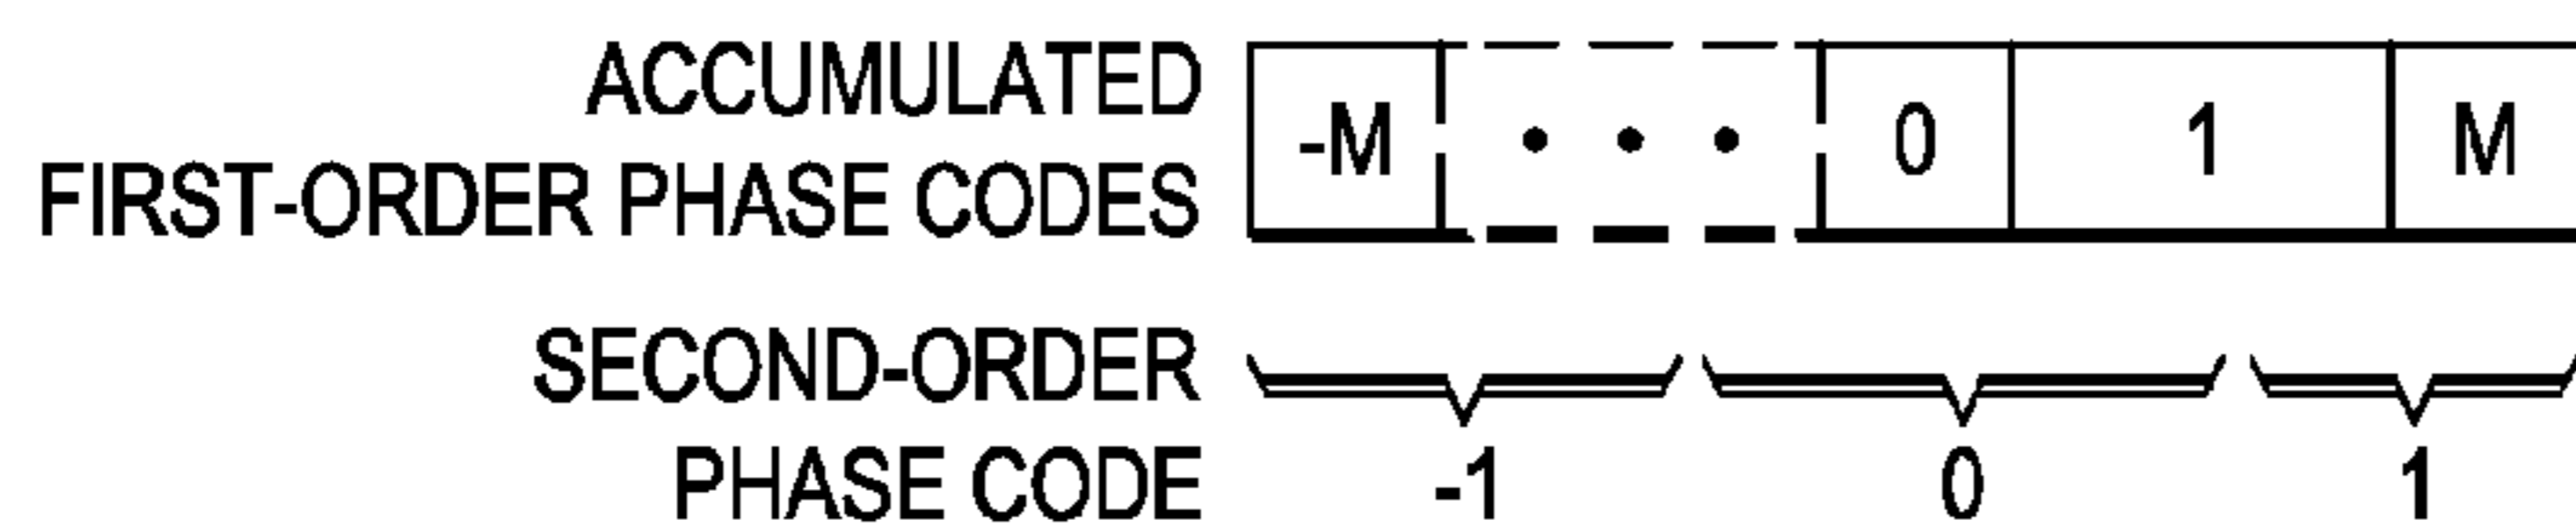 ACCUMULATED
FIRST-ORDER PHASE CODES
-M • • • 0 1 M
SECOND-ORDER
PHASE CODE
-1 0 1